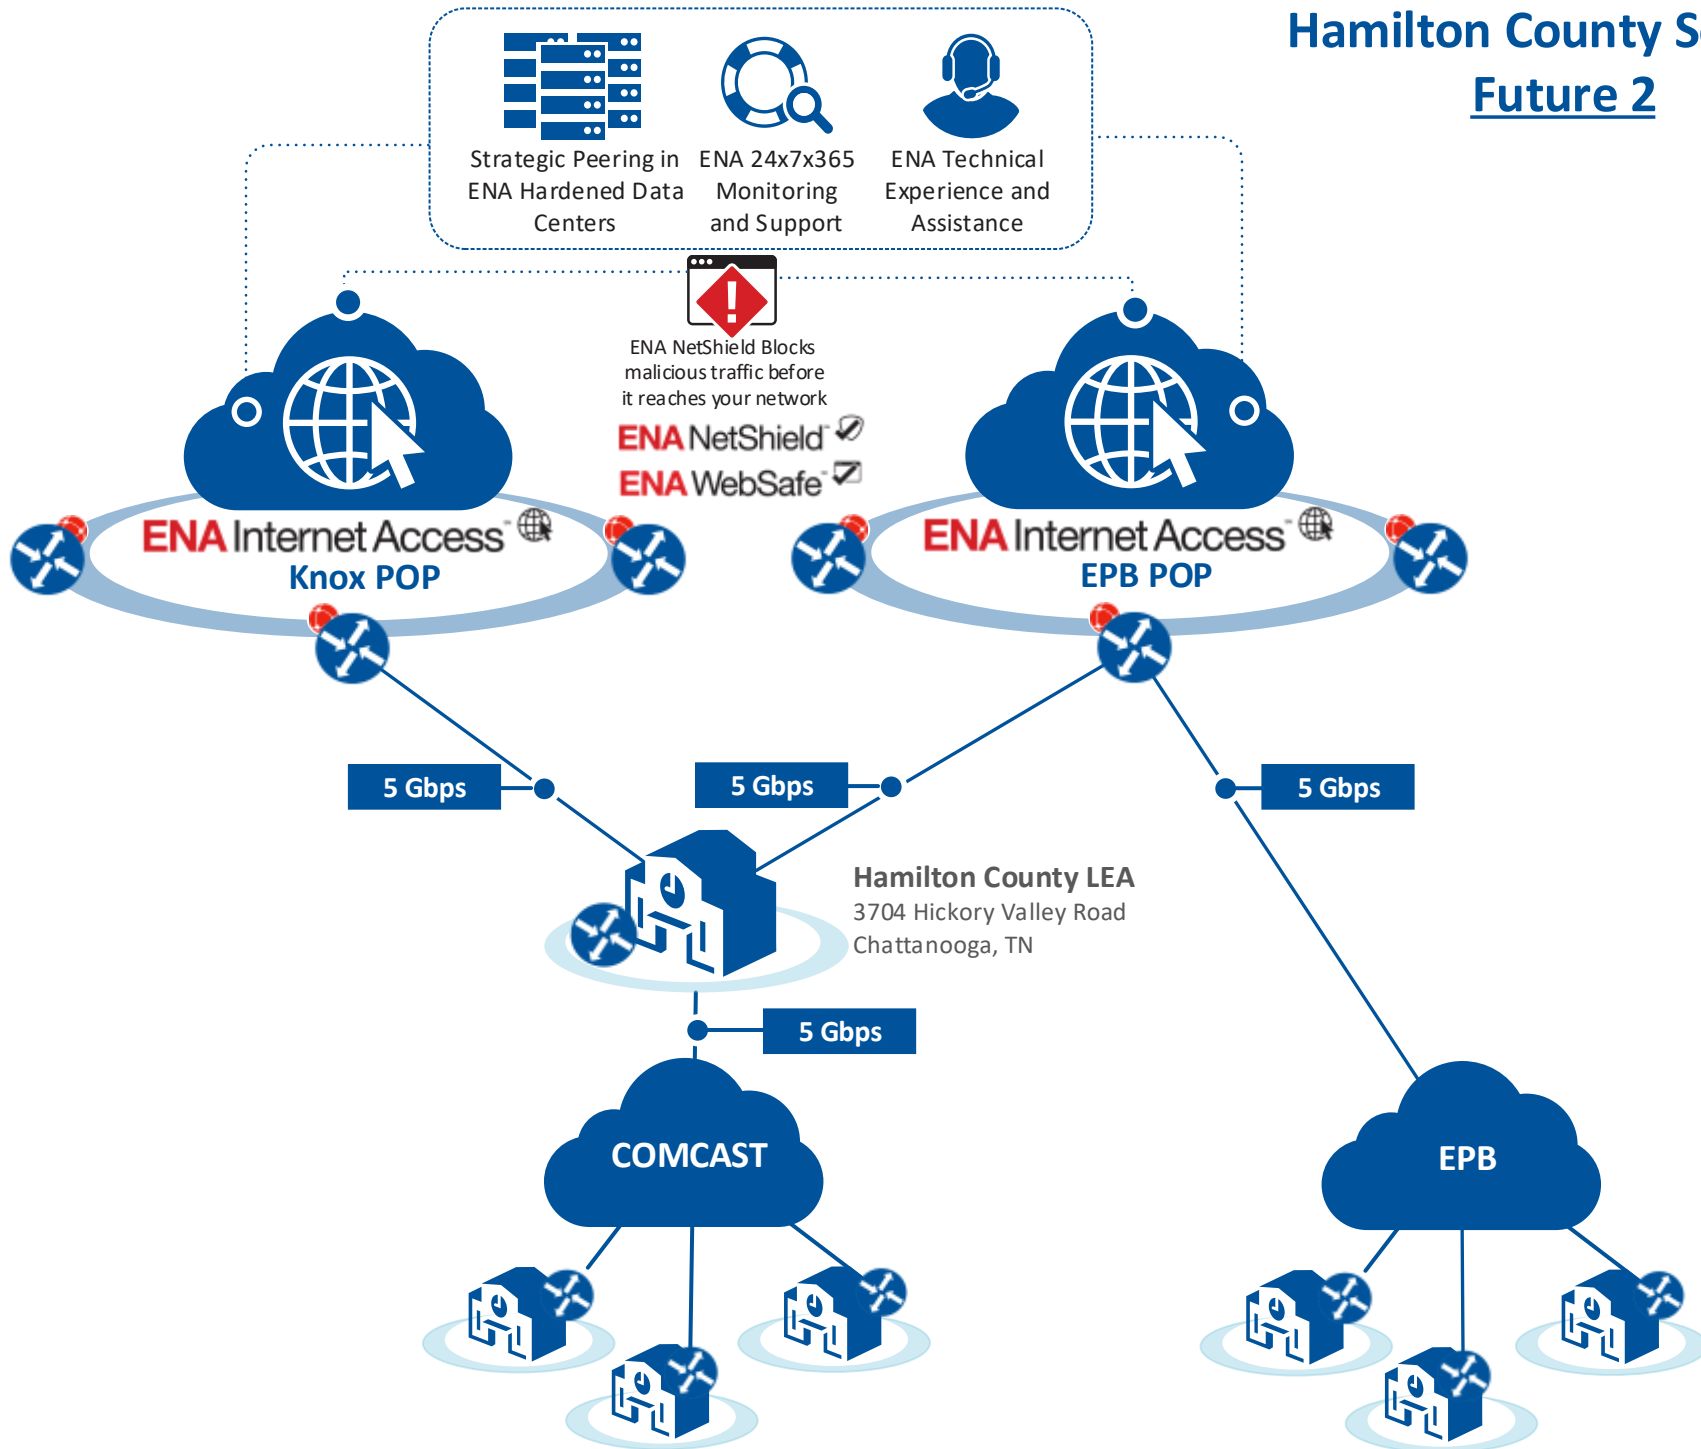 Hamilton County
Future 2
Strategic Peering in
ENA Hardened Data
Centers
ENA 24x7x365
Monitoring
and Support
ENA Technical
Experience and
Assistance
ENA NetShield Blocks
malicious traffic before
it reaches your network
ENA NetShield
ENA WebSafe
ENA Internet Access
Knox POP
ENA Internet Access
EPB POP
5 Gbps
5 Gbps
5 Gbps
Hamilton County LEA
3704 Hickory Valley Road
Chattanooga, TN
5 Gbps
COMCAST
EPB